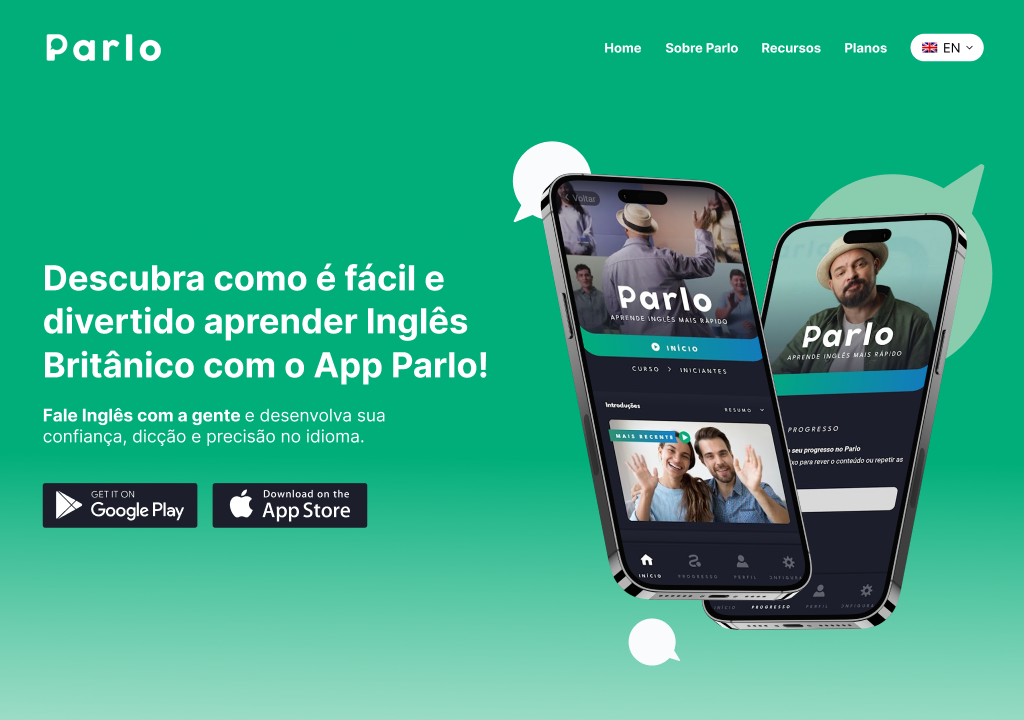 Parlo
Home
Sobre Parlo
Recursos
Planos
EN
Descubra como é fácil e
divertido aprender Inglês
Britânico com o App Parlo!
Fale Inglês com a gente e desenvolva sua
confiança, dicção e precisão no idioma.
GET IT ON
Google Play
Download on the
App Store
Voltar
Parlo
APRENDE INGLÊS MAIS RÁPIDO
INÍCIO
CURSO > INICIANTES
Introduções
RESUMO
MAIS RECENTE
INÍCIO
PROGRESSO
PERFIL
Parlo
APRENDE INGLÊS MAIS RÁPIDO
PROGRESSO
seu progresso no Parlo
para rever o conteúdo ou repetir as
INÍCIO
PROGRESSO
PERFIL